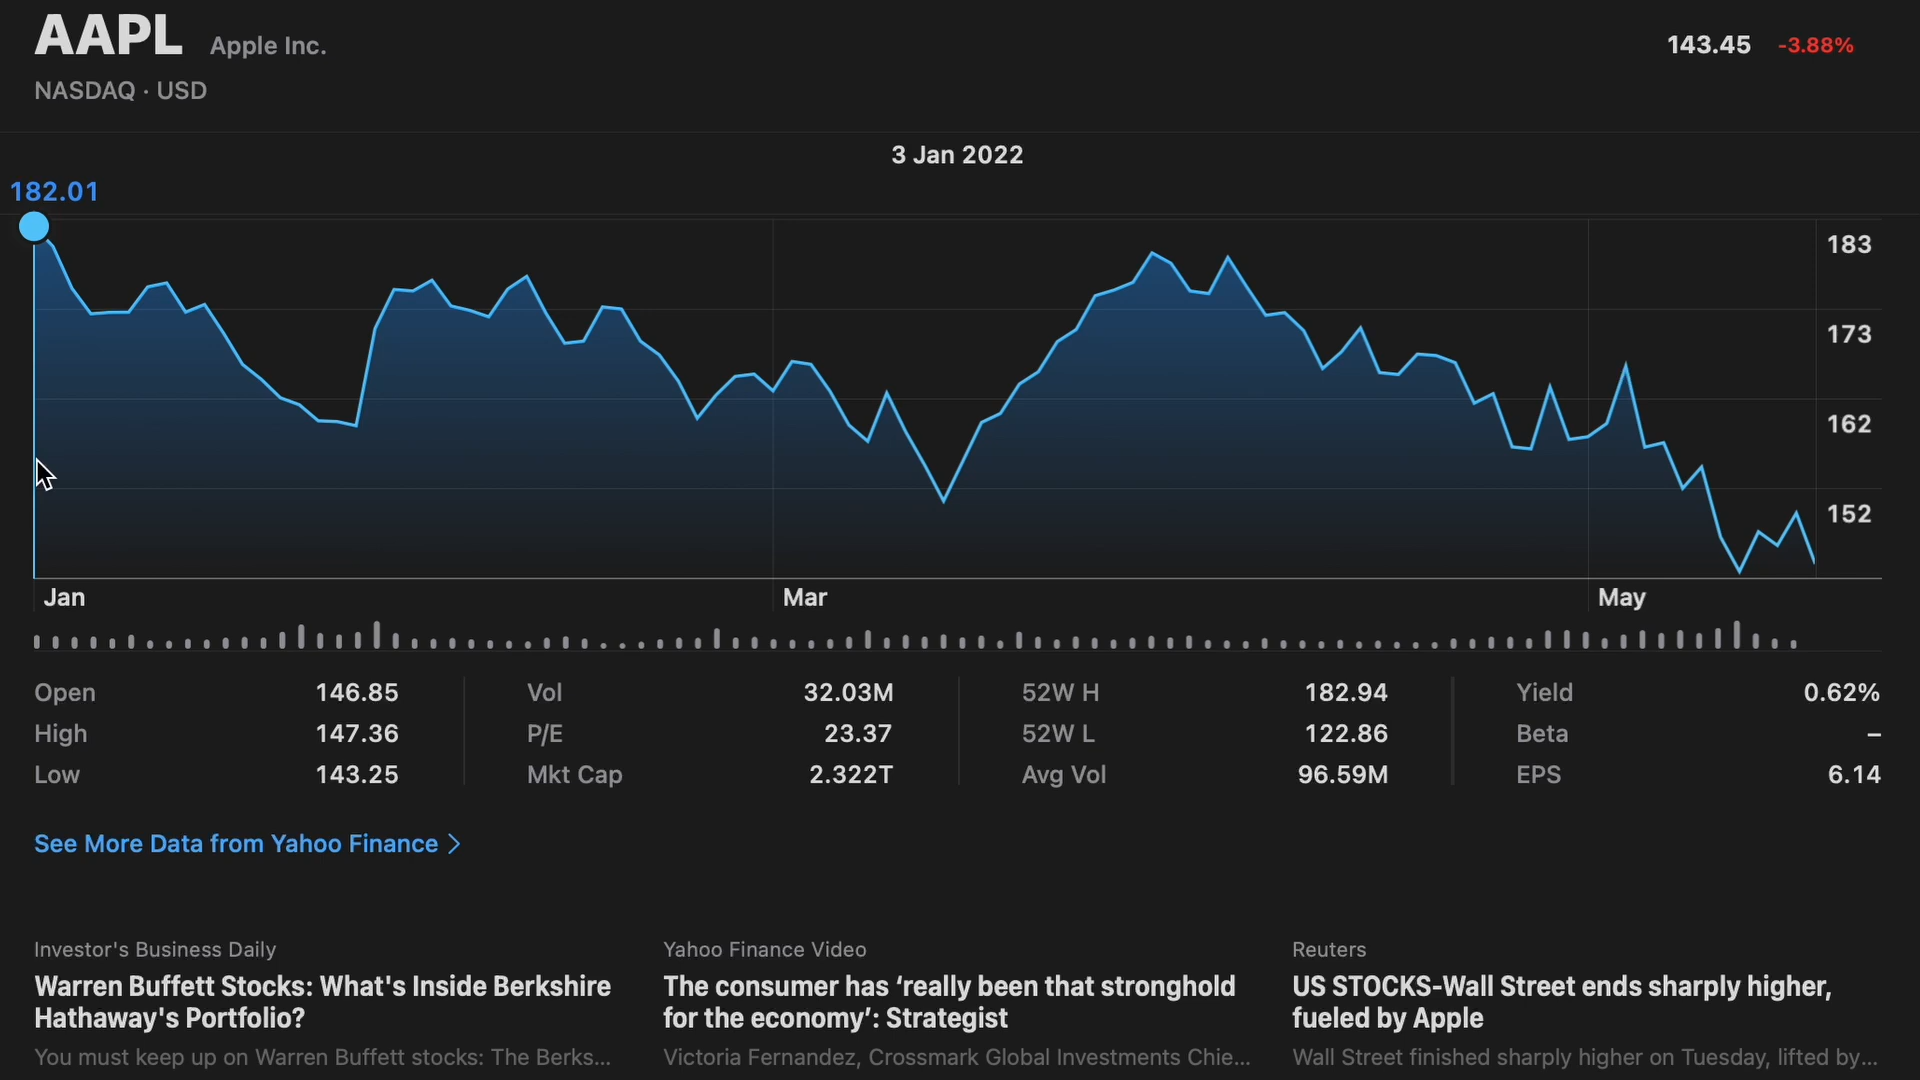 AAPL Apple Inc. 143.45 -3.88%
NASDAQ · USD
3 Jan 2022
182.01
183
173
162
152
Jan Mar May
Open 146.85 Vol 32.03M 52W H 182.94 Yield 0.62%
High 147.36 P/E 23.37 52W L 122.86 Beta –
Low 143.25 Mkt Cap 2.322T Avg Vol 96.59M EPS 6.14
See More Data from Yahoo Finance >
Investor's Business Daily
Warren Buffett Stocks: What's Inside Berkshire
Hathaway's Portfolio?
You must keep up on Warren Buffett stocks: The Berks...
Yahoo Finance Video
The consumer has ‘really been that stronghold
for the economy’: Strategist
Victoria Fernandez, Crossmark Global Investments Chie...
Reuters
US STOCKS-Wall Street ends sharply higher,
fueled by Apple
Wall Street finished sharply higher on Tuesday, lifted by...